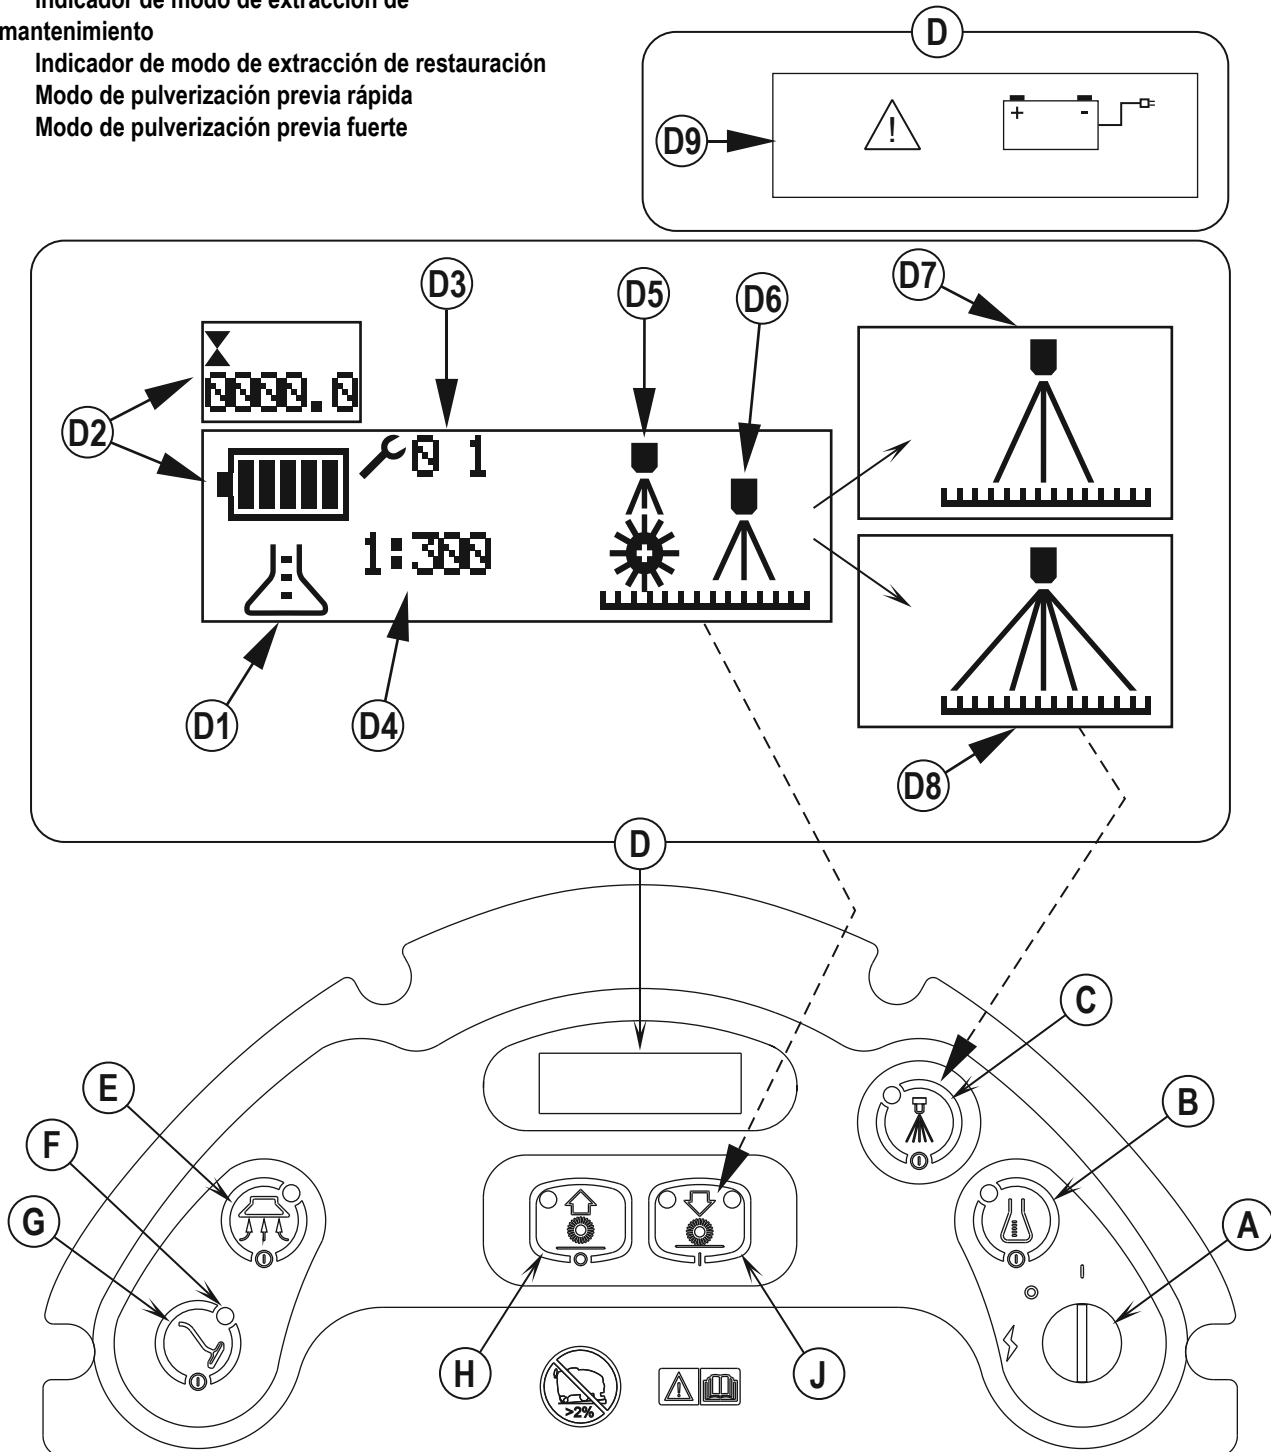 Indicador de modo de extracción de
mantenimiento
Indicador de modo de extracción de restauración
Modo de pulverización previa rápida
Modo de pulverización previa fuerte
D
D9
!
+ -
D3
D5
D6
D7
0000.0
D2
0 1
1:300
D1
D4
D8
D
C
E
B
F
G
A
H
J
>2%
!